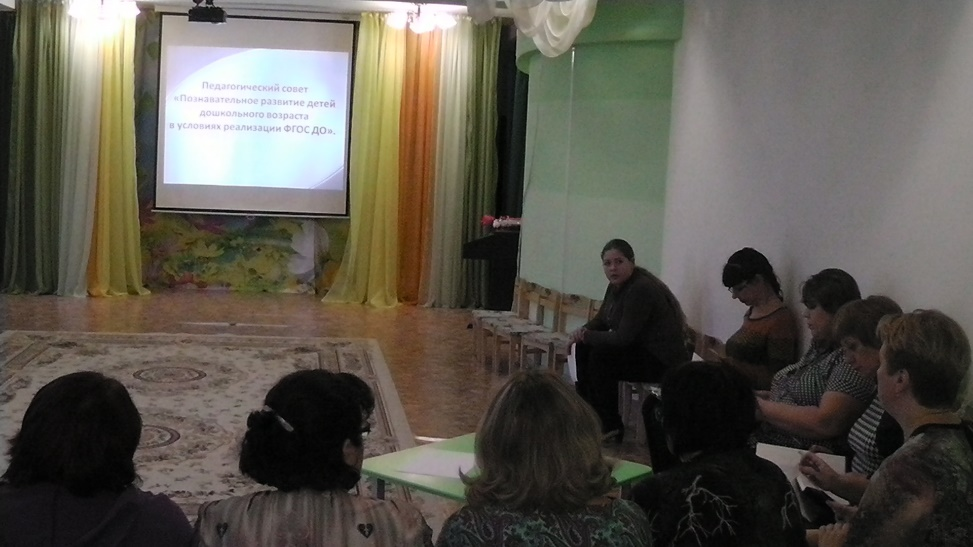 Педагогический совет
«Познавательное развитие детей
дошкольного возраста
в условиях реализации ФГОС ДО».